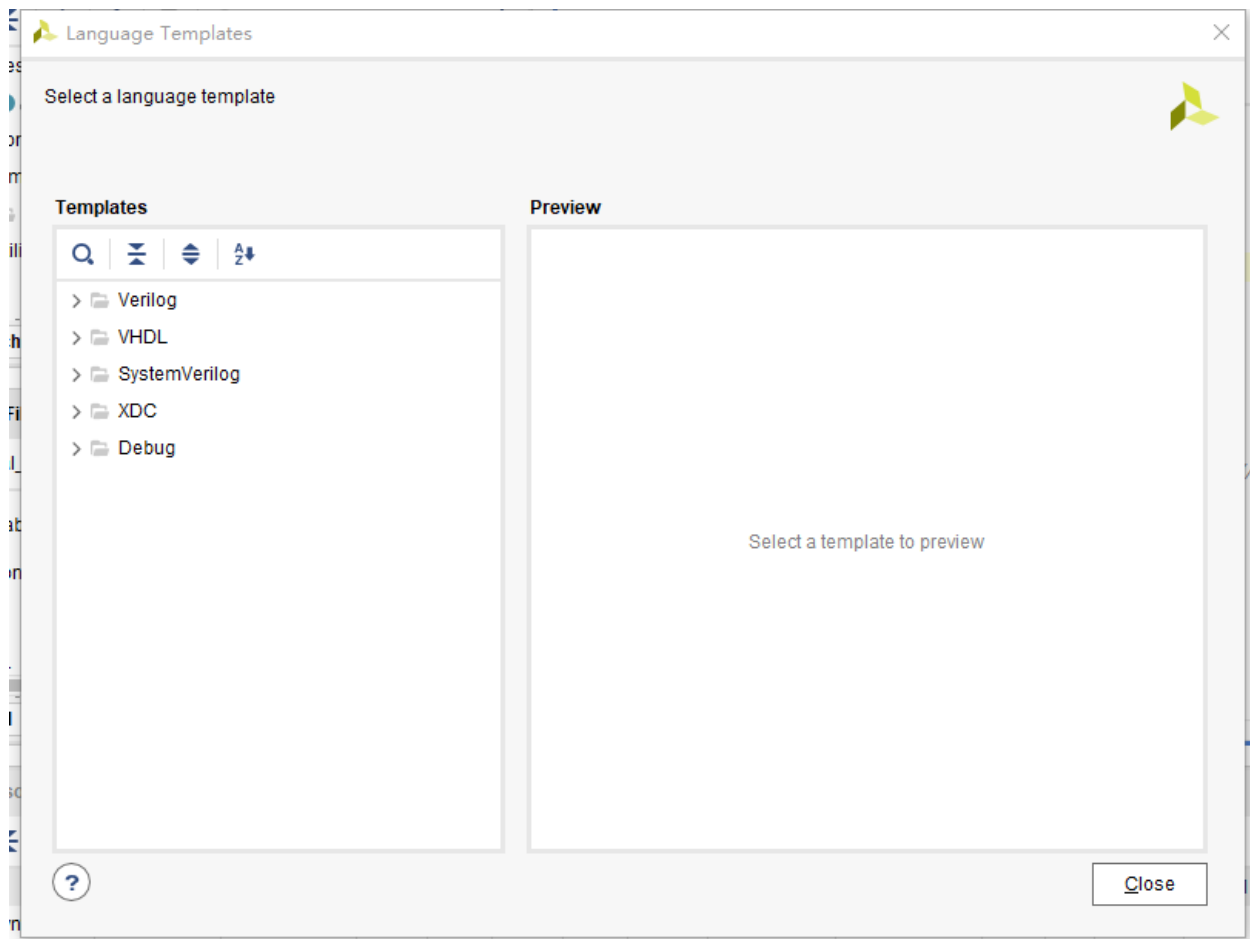 Language Templates
Select a language template
Templates
Preview
Verilog
VHDL
SystemVerilog
XDC
Debug
Select a template to preview
?
Close